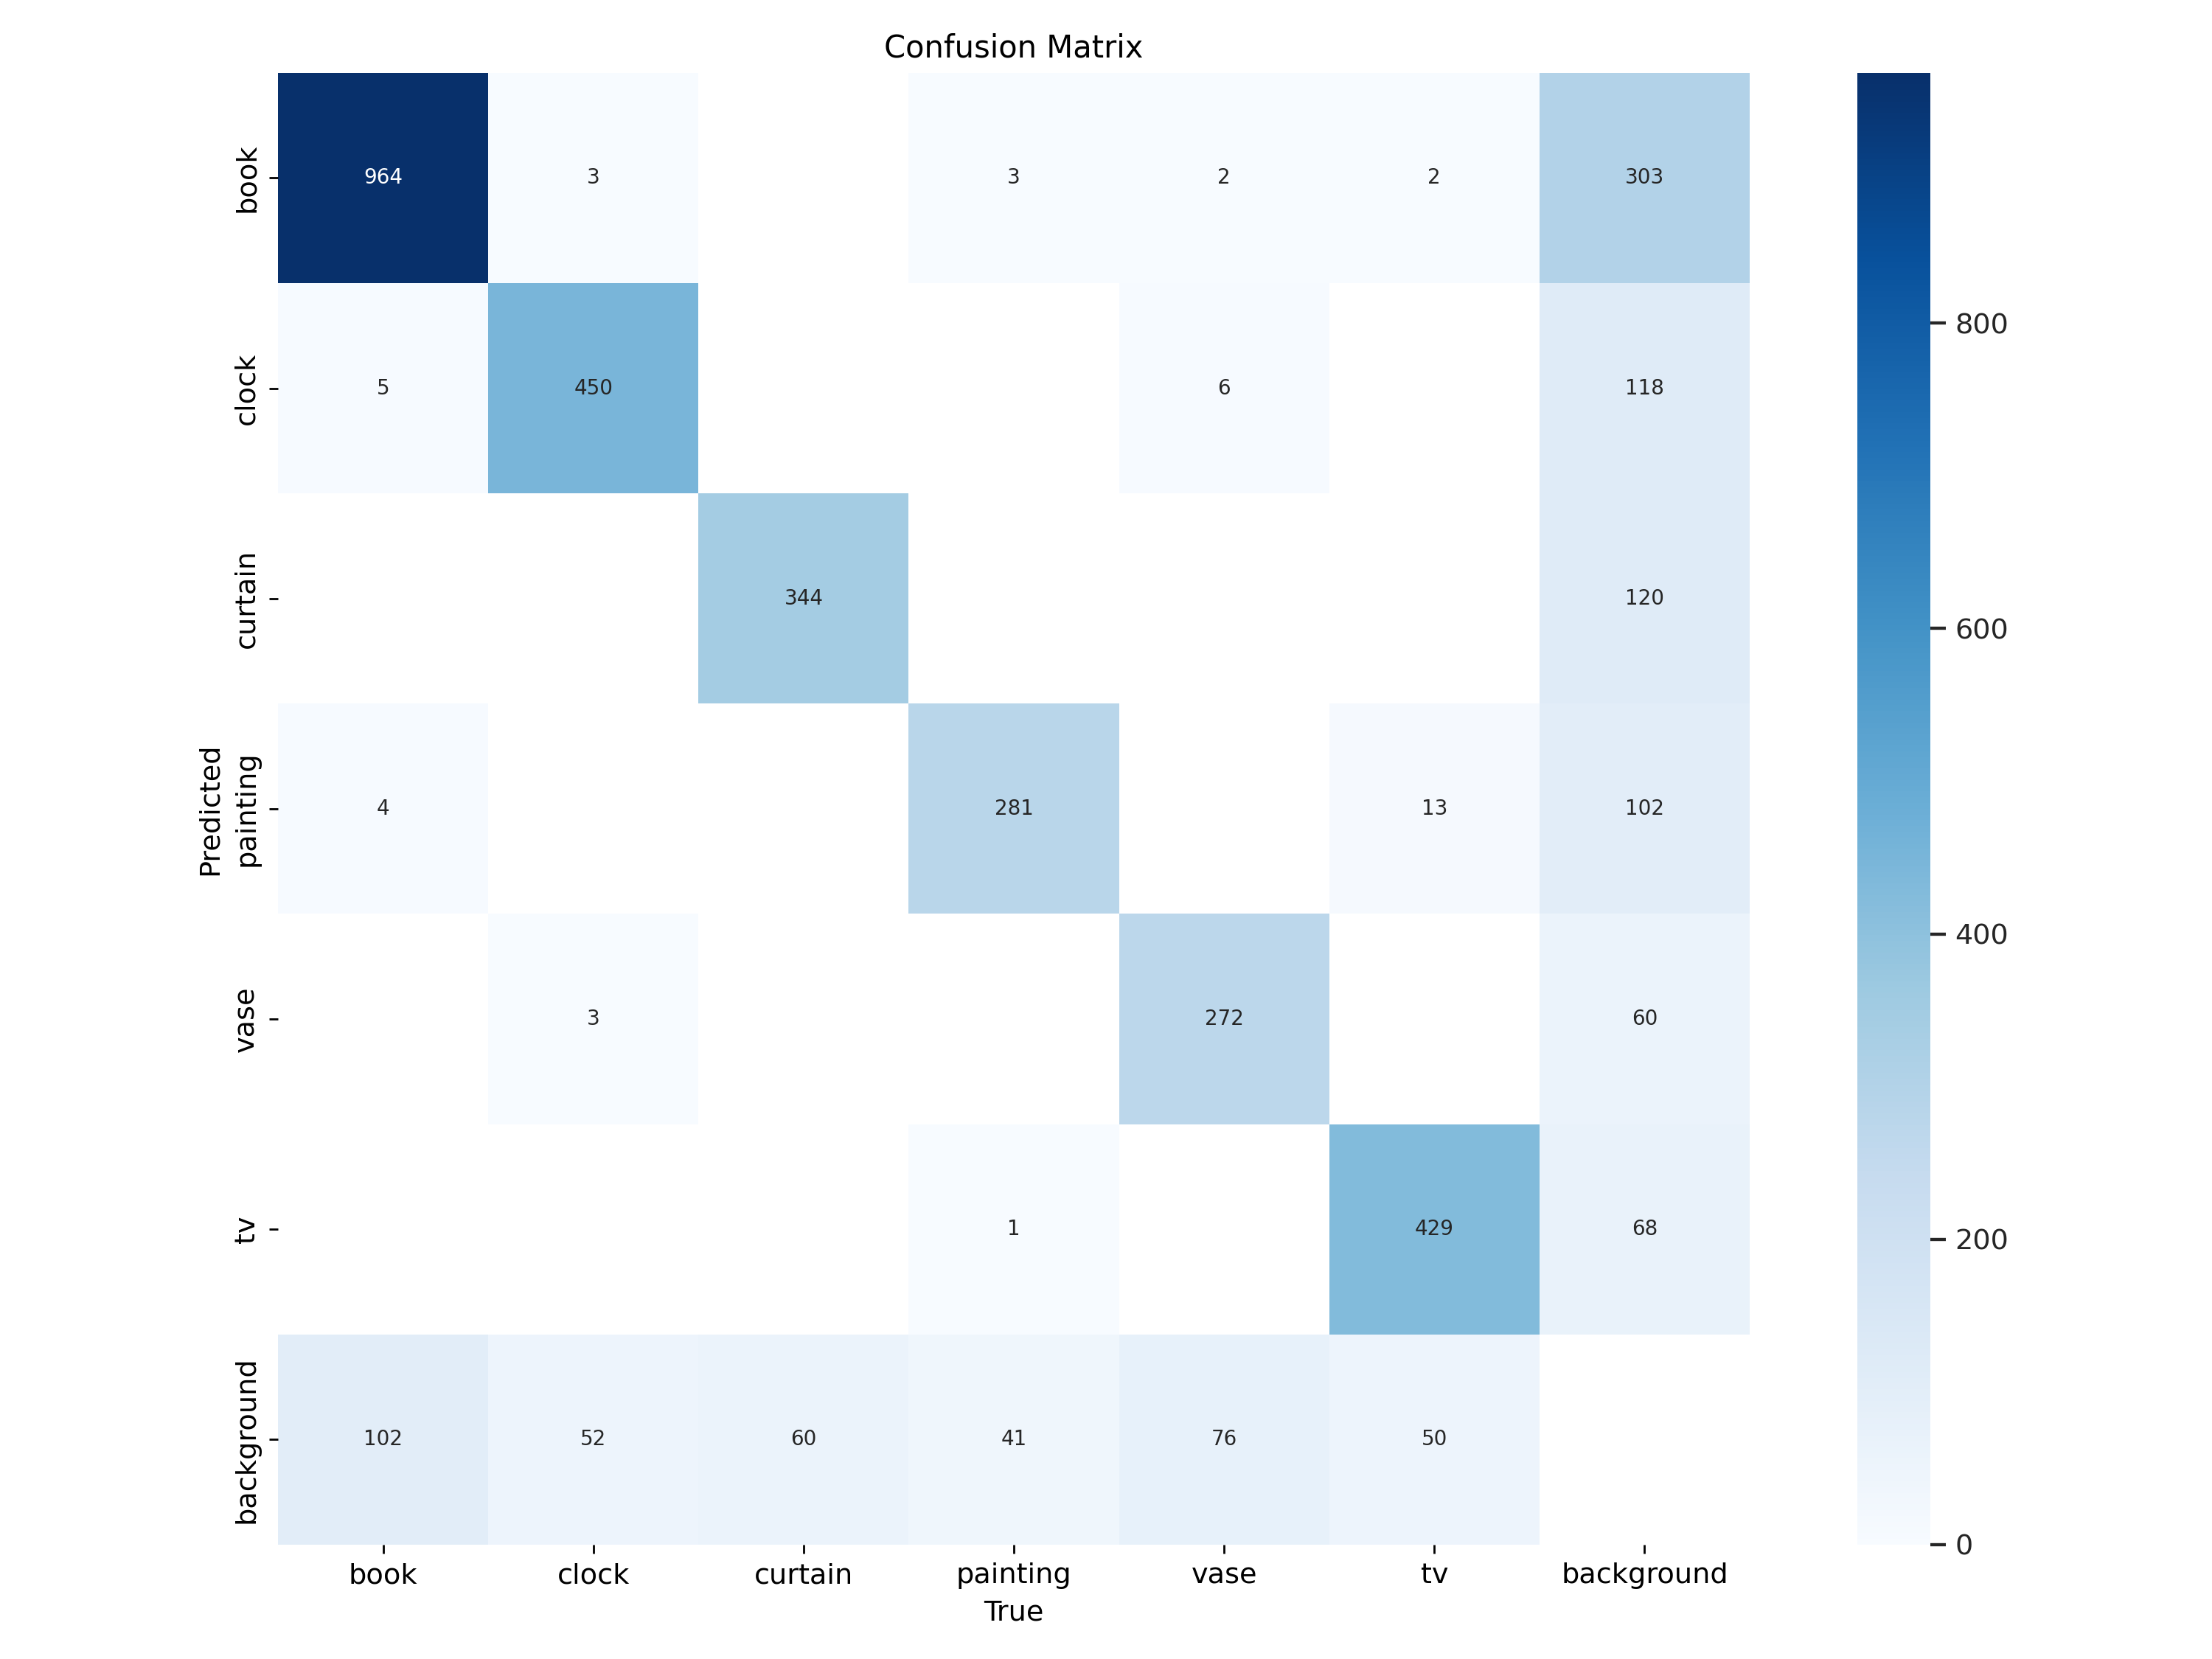 Confusion Matrix
book 964 3 3 2 2 303
clock 5 450 6 118
curtain 344 120
painting 4 281 13 102
vase 3 272 60
tv 1 429 68
background 102 52 60 41 76 50
Predicted
book clock curtain painting vase tv background
True
800
600
400
200
0